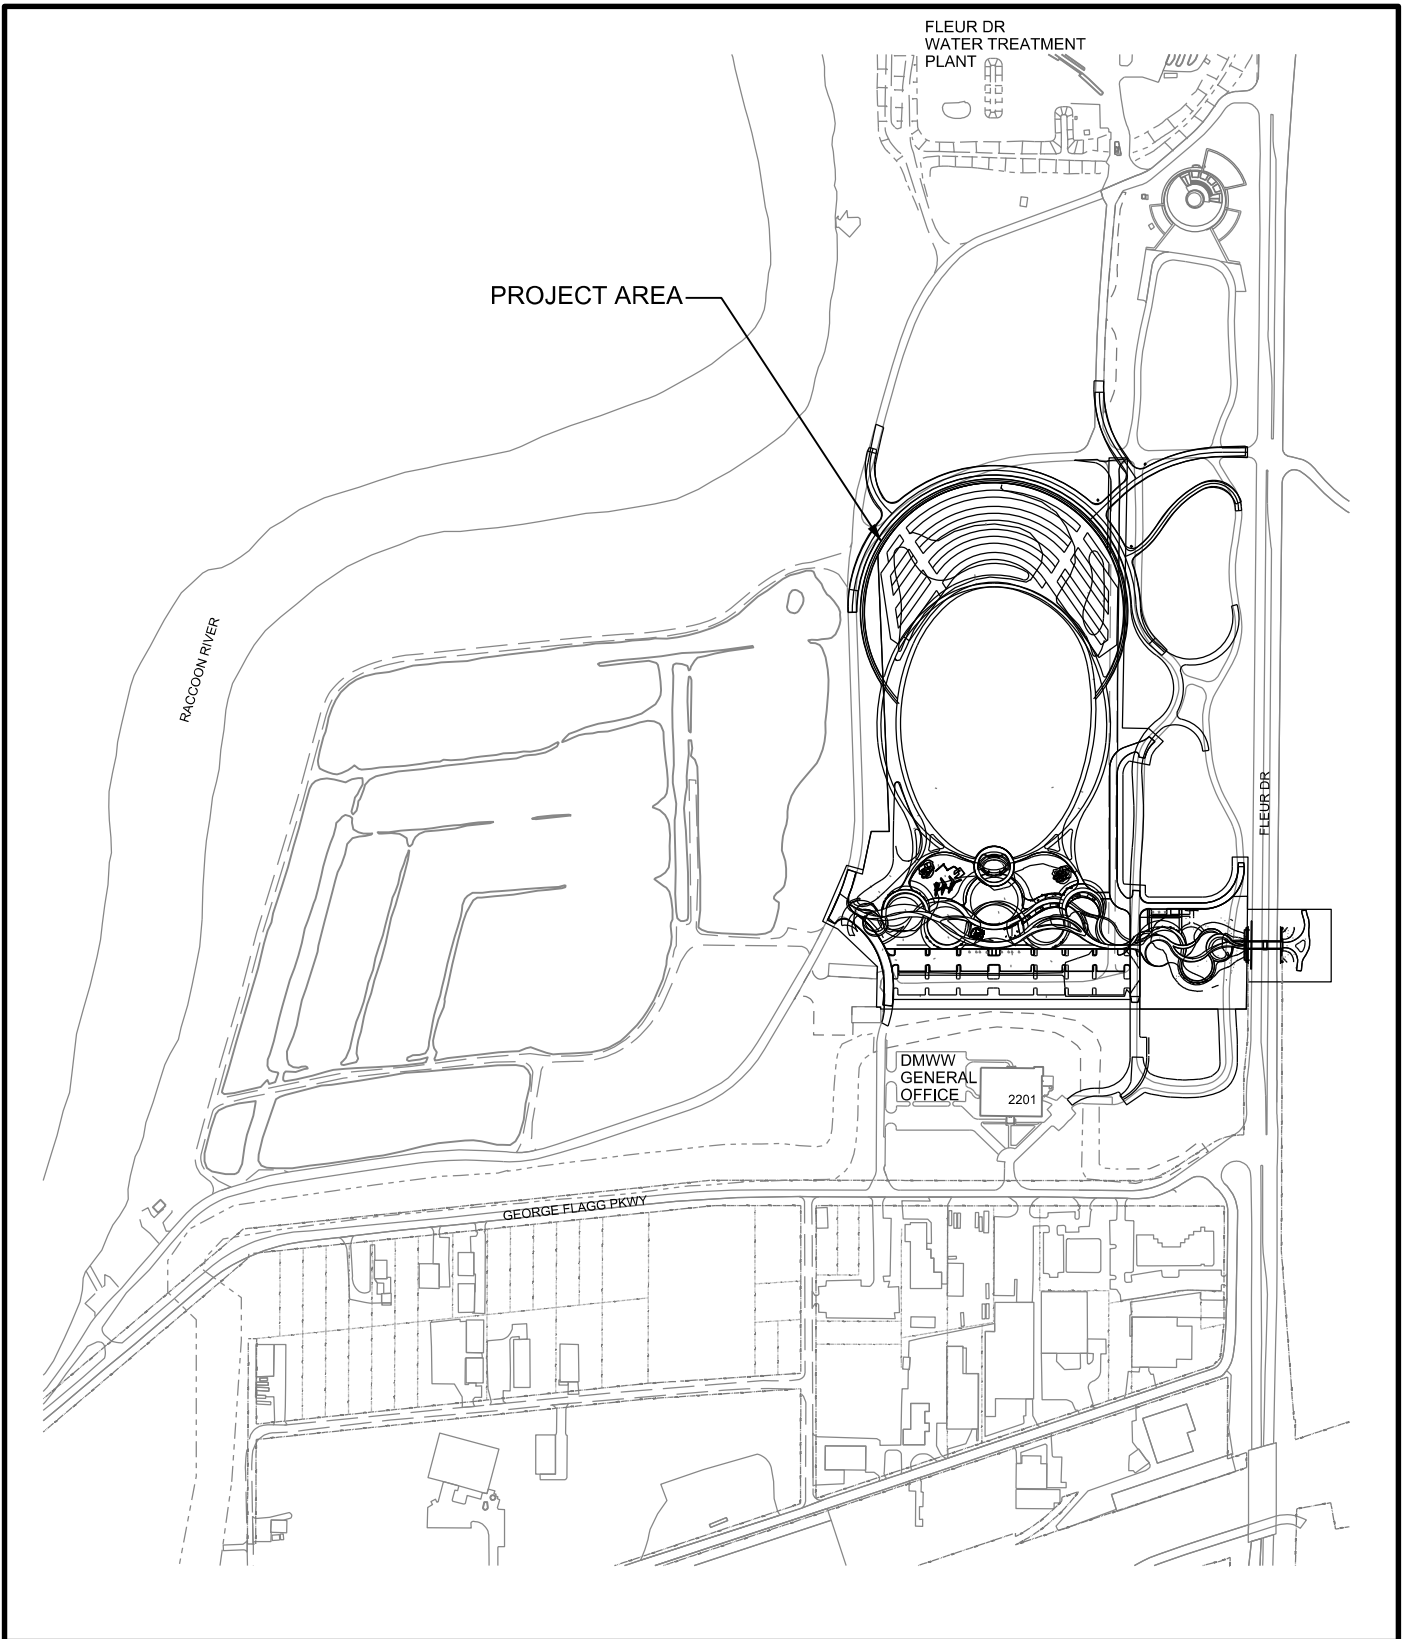 FLEUR DR
WATER TREATMENT
PLANT
PROJECT AREA
RACCOON RIVER
FLEUR DR
DMWW
GENERAL
OFFICE
2201
GEORGE FLAGG PKWY